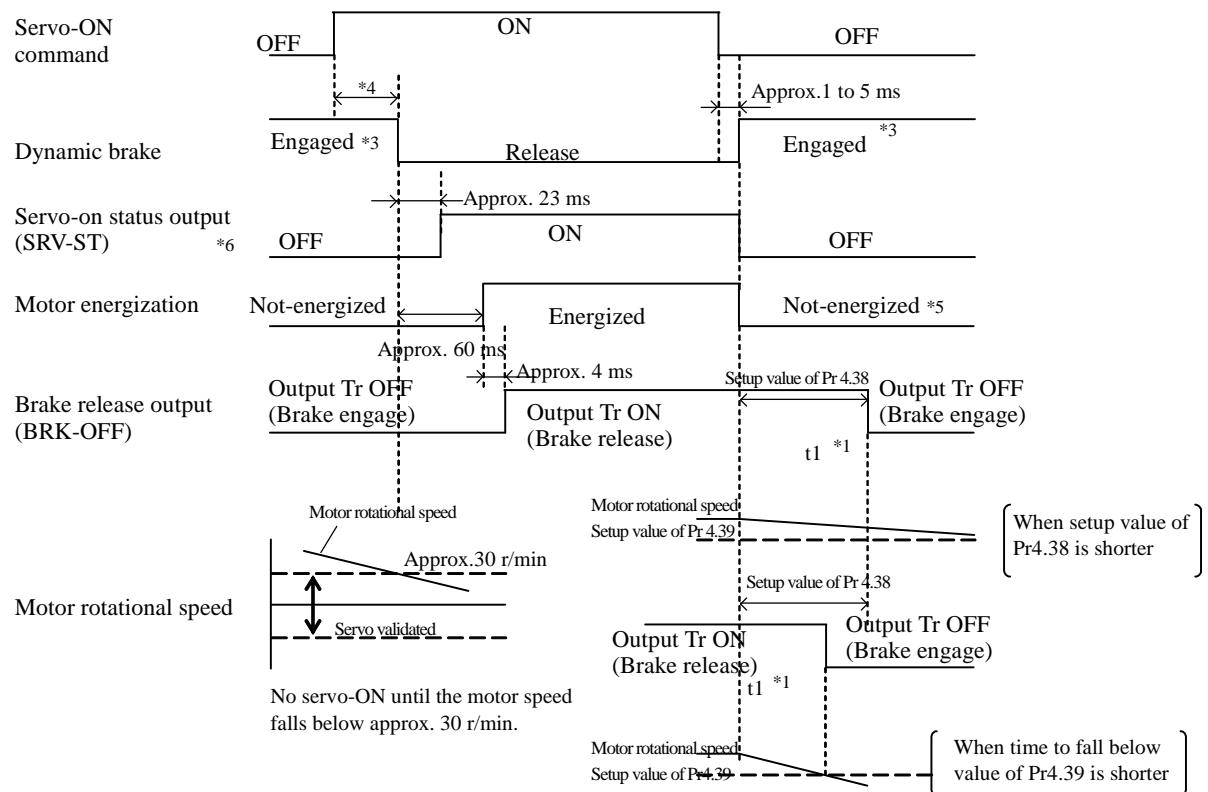 Servo-ON
command
OFF
ON
OFF
*4
Approx.1 to 5 ms
Dynamic brake
Engaged *3
Release
Engaged *3
Approx. 23 ms
Servo-on status output
(SRV-ST) *6
OFF
ON
OFF
Motor energization
Not-energized
Energized
Not-energized *5
Approx. 60 ms
Approx. 4 ms
Brake release output
(BRK-OFF)
Output Tr OFF
(Brake engage)
Output Tr ON
(Brake release)
Setup value of Pr 4.38
Output Tr OFF
(Brake engage)
t1 *1
Motor rotational speed
Setup value of Pr 4.39
When setup value of
Pr4.38 is shorter
Motor rotational speed
Motor rotational speed
Approx.30 r/min
Servo validated
No servo-ON until the motor speed
falls below approx. 30 r/min.
Setup value of Pr 4.38
Output Tr ON
(Brake release)
Output Tr OFF
(Brake engage)
t1 *1
Motor rotational speed
Setup value of Pr4.39
When time to fall below
value of Pr4.39 is shorter